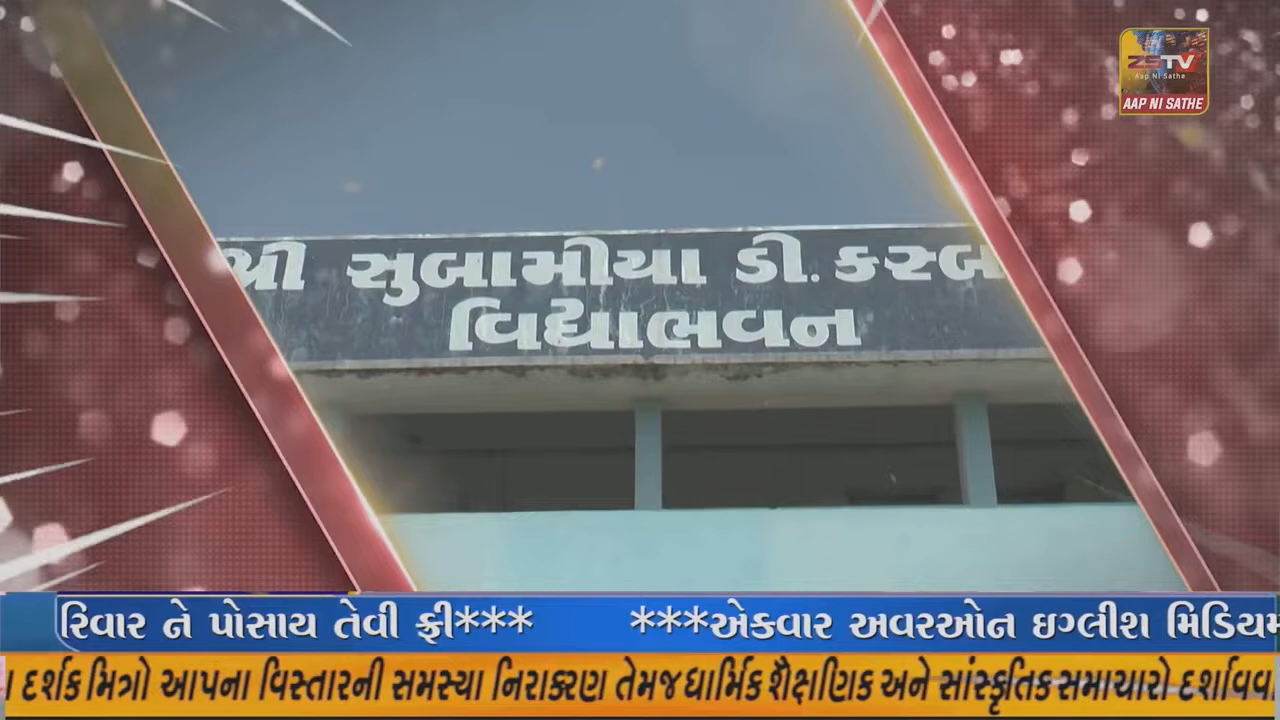 ZSTV
Aap Ni Sathe
AAP NI SATHE
શ્રી સુબામીયા ડી. કરબ
વિદ્યાભવન
રિવાર ને પોસાય તેવી ફ્રી*** ***એકવાર અવરઓન ઇગ્લીશ મિડિયમ
દર્શક મિત્રો આપના વિસ્તારની સમસ્યા નિરાકરણ તેમજ ધાર્મિક શૈક્ષણિક અને સાંસ્કૃતિક સમાચારો દર્શાવવ